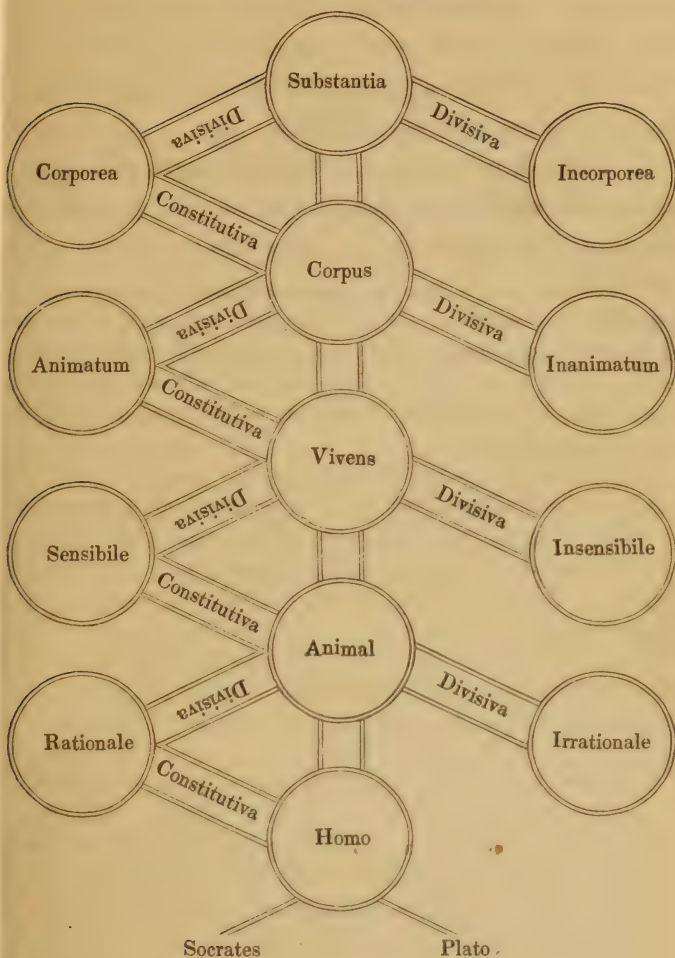 Substantia
Divisiva
Divisiva
Corporea
Incorporea
Constitutiva
Corpus
Divisiva
Divisiva
Animatum
Inanimatum
Constitutiva
Vivens
Divisiva
Divisiva
Sensibile
Insensibile
Constitutiva
Animal
Divisiva
Divisiva
Rationale
Irrationale
Constitutiva
Homo
Socrates
Plato